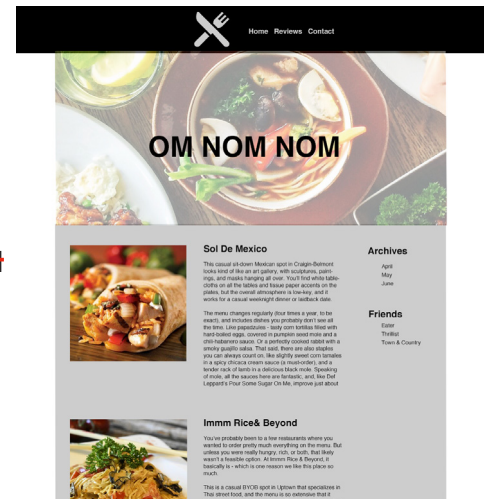 Home Reviews Contact
OM NOM NOM
Sol De Mexico
This casual sit-down Mexican spot in Craigin-Belmont
looks kind of like an art gallery, with sculptures, paint-
ings, and masks hanging all over. You'll find white table-
cloths on all the tables and tissue paper accents on the
plates, but the overall atmosphere is low-key, and it
works for a casual weeknight dinner or laidback date.
The menu changes regularly (four times a year, to be
exact), and includes dishes you probably don't see all
the time. Like papadzules - tasty corn tortillas filled with
hard-boiled eggs, covered in pumpkin seed mole and a
chili-habanero sauce. Or a perfectly cooked rabbit with a
smoky guajillo salsa. That said, there are also staples
you can always count on, like slightly sweet corn tamales
in a spicy chicaca cream sauce (a must-order), and a
tender rack of lamb in a delicious black mole. Speaking
of mole, all the sauces here are fantastic, and, like Def
Leppard's Pour Some Sugar On Me, improve just about
Archives
April
May
June
Friends
Eater
Thrillist
Town & Country
Immm Rice& Beyond
You've probably been to a few restaurants where you
wanted to order pretty much everything on the menu. But
unless you were really hungry, rich, or both, that likely
wasn't a feasible option. At Immm Rice & Beyond, it
basically is - which is one reason we like this place so
much.
This is a casual BYOB spot in Uptown that specializes in
Thai street food, and the menu is so extensive that it